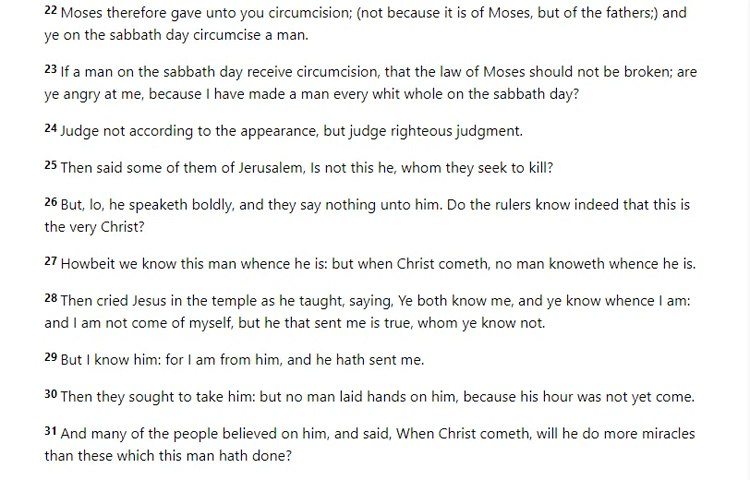 22 Moses therefore gave unto you circumcision; (not because it is of Moses, but of the fathers;) and
ye on the sabbath day circumcise a man.
23 If a man on the sabbath day receive circumcision, that the law of Moses should not be broken; are
ye angry at me, because I have made a man every whit whole on the sabbath day?
24 Judge not according to the appearance, but judge righteous judgment.
25 Then said some of them of Jerusalem, Is not this he, whom they seek to kill?
26 But, lo, he speaketh boldly, and they say nothing unto him. Do the rulers know indeed that this is
the very Christ?
27 Howbeit we know this man whence he is: but when Christ cometh, no man knoweth whence he is.
28 Then cried Jesus in the temple as he taught, saying, Ye both know me, and ye know whence I am:
and I am not come of myself, but he that sent me is true, whom ye know not.
29 But I know him: for I am from him, and he hath sent me.
30 Then they sought to take him: but no man laid hands on him, because his hour was not yet come.
31 And many of the people believed on him, and said, When Christ cometh, will he do more miracles
than these which this man hath done?